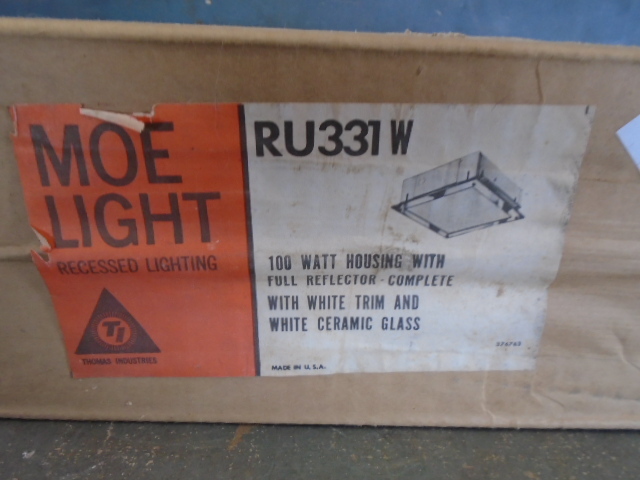 MOE
LIGHT
RECESSED LIGHTING
TI
THOMAS INDUSTRIES
RU331W
100 WATT HOUSING WITH
FULL REFLECTOR - COMPLETE
WITH WHITE TRIM AND
WHITE CERAMIC GLASS
MADE IN U.S.A.